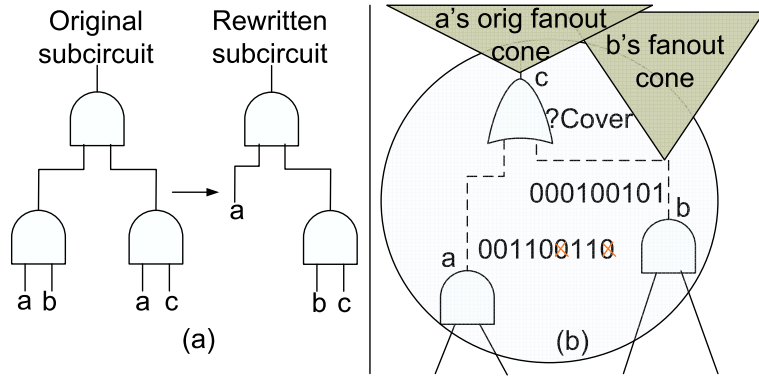 Original
subcircuit
Rewritten
subcircuit
a
a b
a c
b c
(a)
a's orig fanout
cone
b's fanout
cone
c
?Cover
000100101
b
a
001100110
(b)